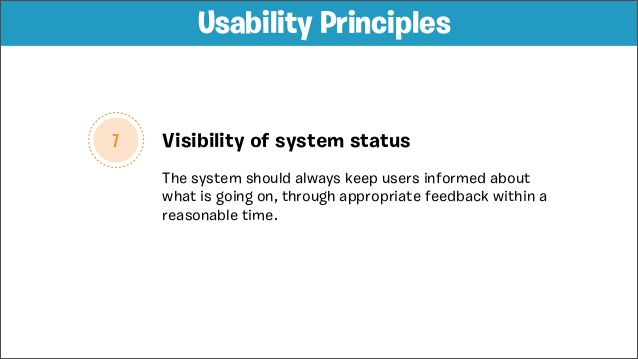 Usability Principles
7
Visibility of system status
The system should always keep users informed about
what is going on, through appropriate feedback within a
reasonable time.